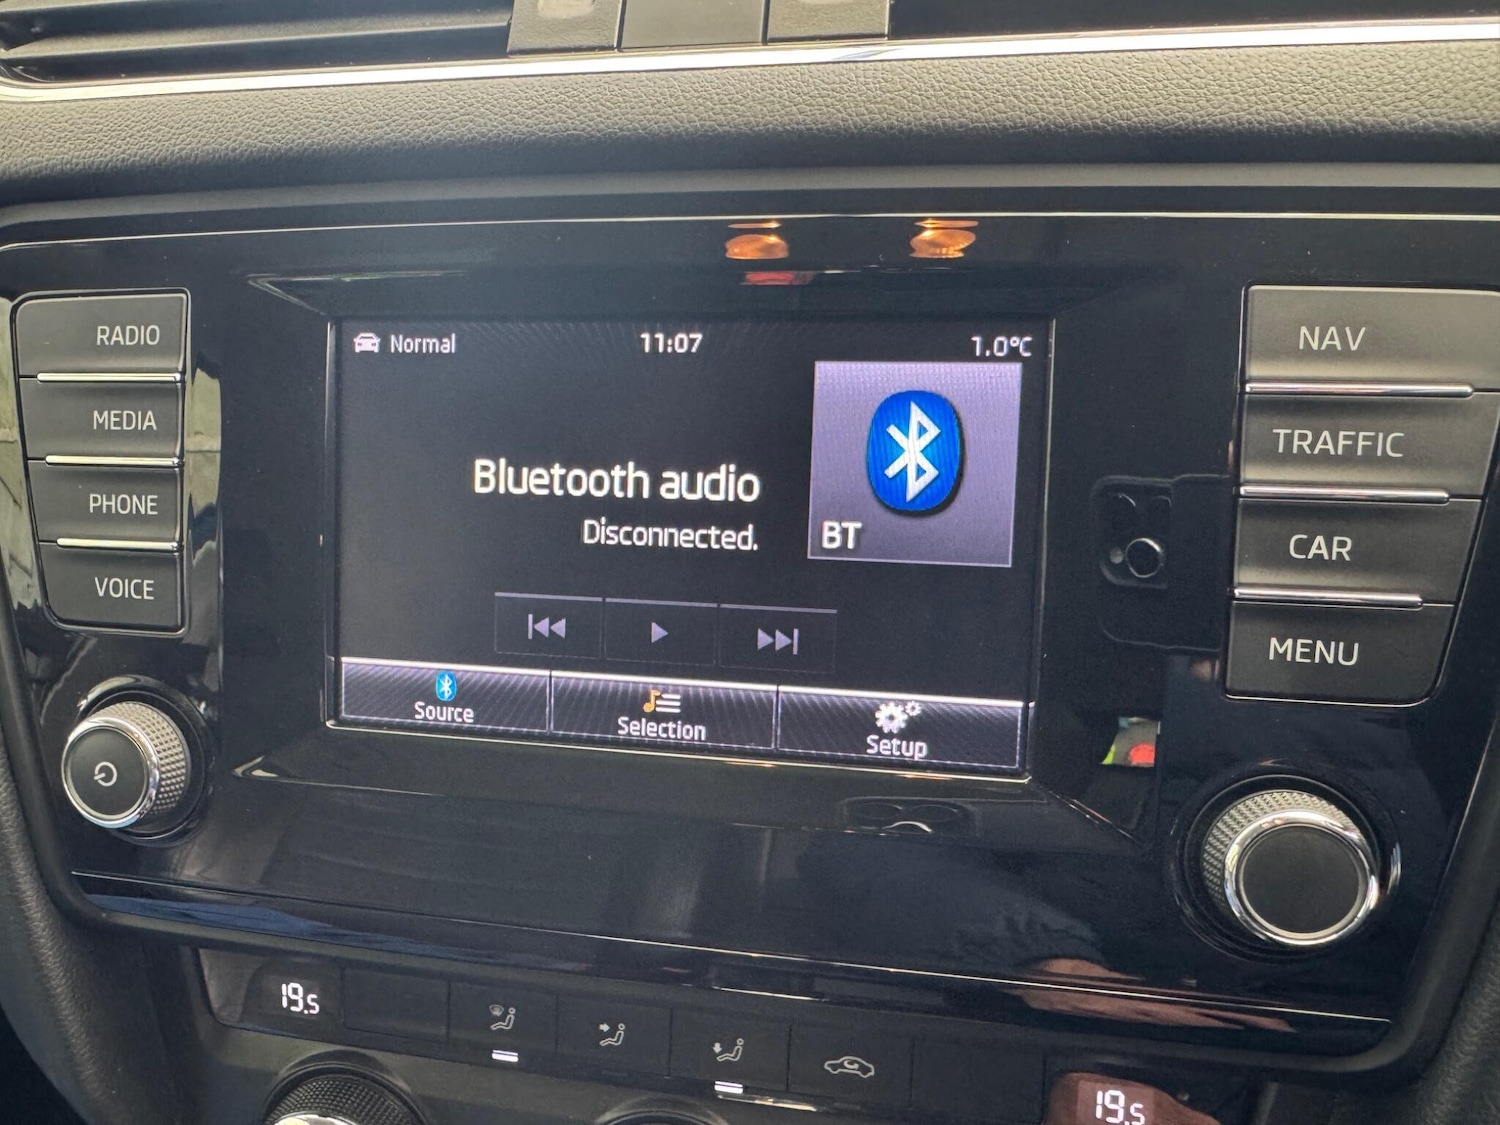 Normal 11:07 1.0°C
Bluetooth audio
Disconnected.
BT
Source Selection Setup
RADIO
MEDIA
PHONE
VOICE
NAV
TRAFFIC
CAR
MENU
19.5
19.5